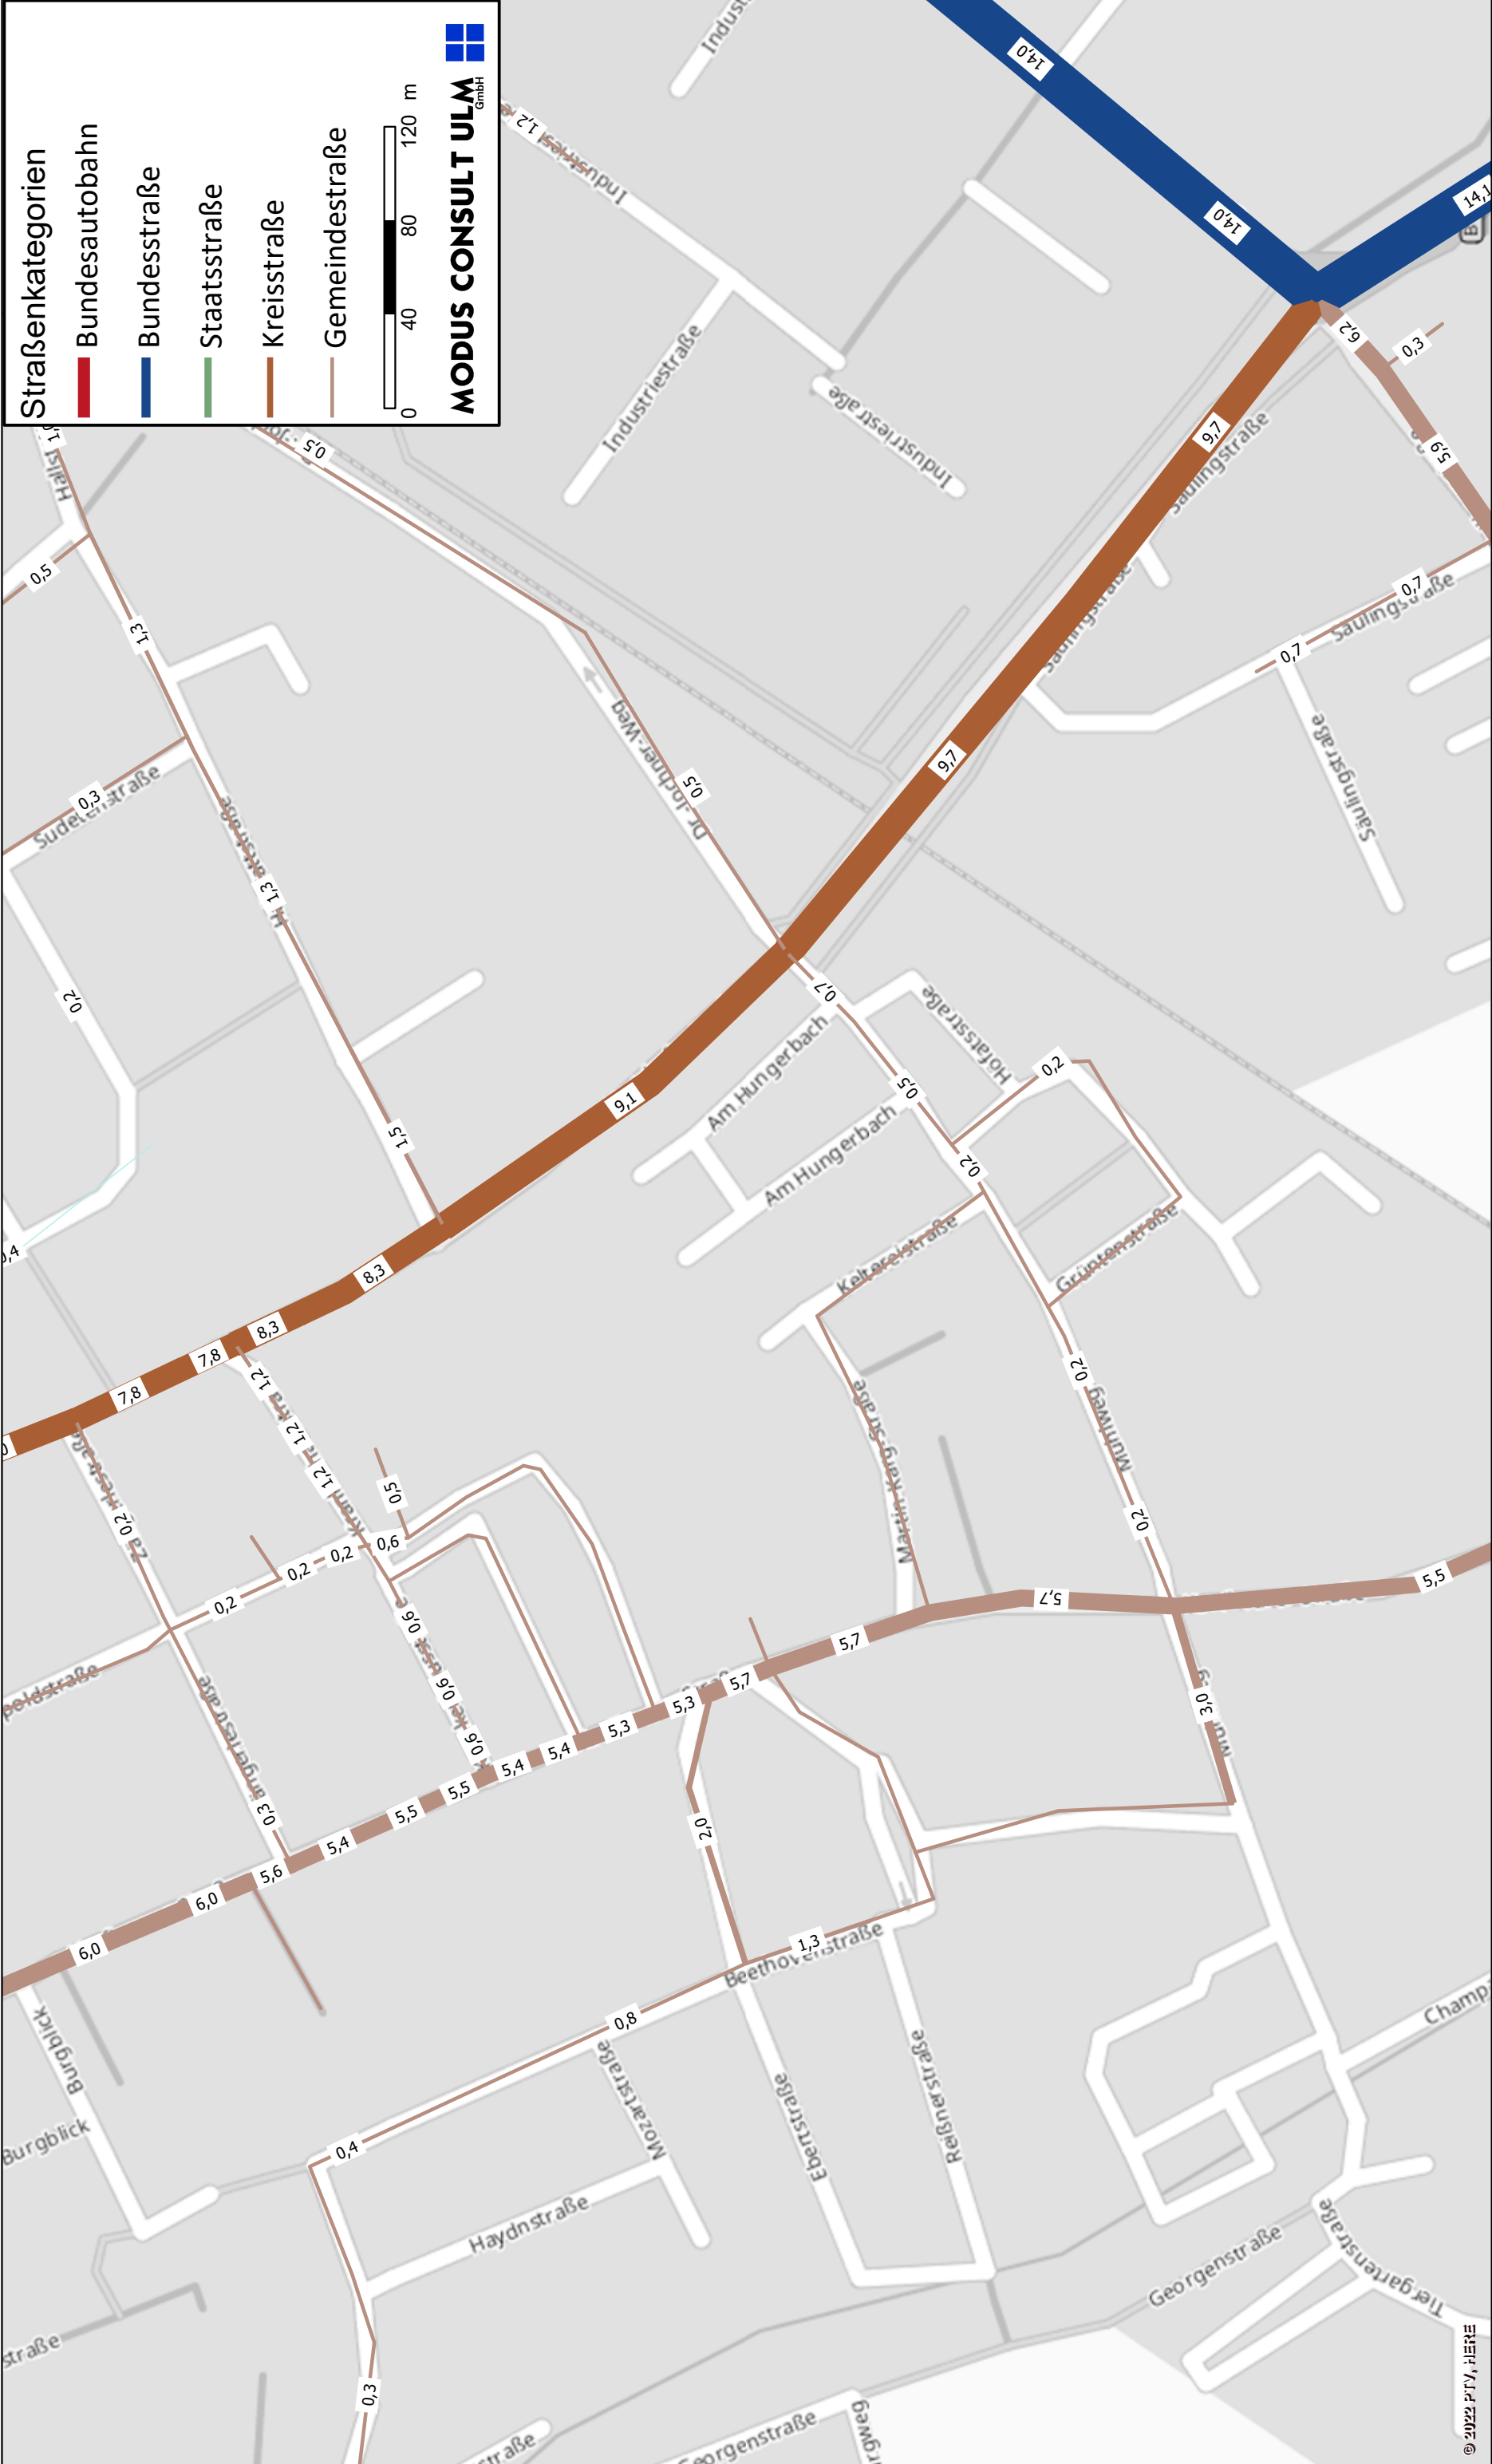 Straßenkategorien
Bundesautobahn
Bundesstraße
Staatsstraße
Kreisstraße
Gemeindestraße
0 40 80 120 m
MODUS CONSULT ULM
GmbH
14,0
14,0
14,1
6,2
0,3
5,9
9,7
9,7
9,1
8,3
8,3
7,8
7,8
1,2
Industriestraße
Industriestraße
Säulingstraße
Säulingstraße
Säulingstraße
Säulingstraße
0,7
0,7
0,5
0,5
Dr.-Jochner-Weg
0,5
1,3
1,3
1,5
0,3
Sudetenstraße
0,2
0,7
0,5
0,2
0,2
Am Hungerbach
Am Hungerbach
Höfatsstraße
Keltereistraße
Grüntenstraße
Martin-Karg-Straße
0,2
Mühlweg
0,2
1,2
1,2
1,2
0,5
0,6
0,2
0,2
0,2
0,2
0,6
0,6
0,6
0,3
6,0
6,0
5,6
5,4
5,5
5,5
5,4
5,4
5,3
5,3
5,7
5,7
5,7
5,5
3,0
2,0
1,3
0,8
0,4
0,3
Beethovenstraße
Burgblick
Burgblick
Mozartstraße
Haydnstraße
Ebertstraße
Reißnerstraße
Georgenstraße
Tiergartenstraße
© 2022 PTV, HERE